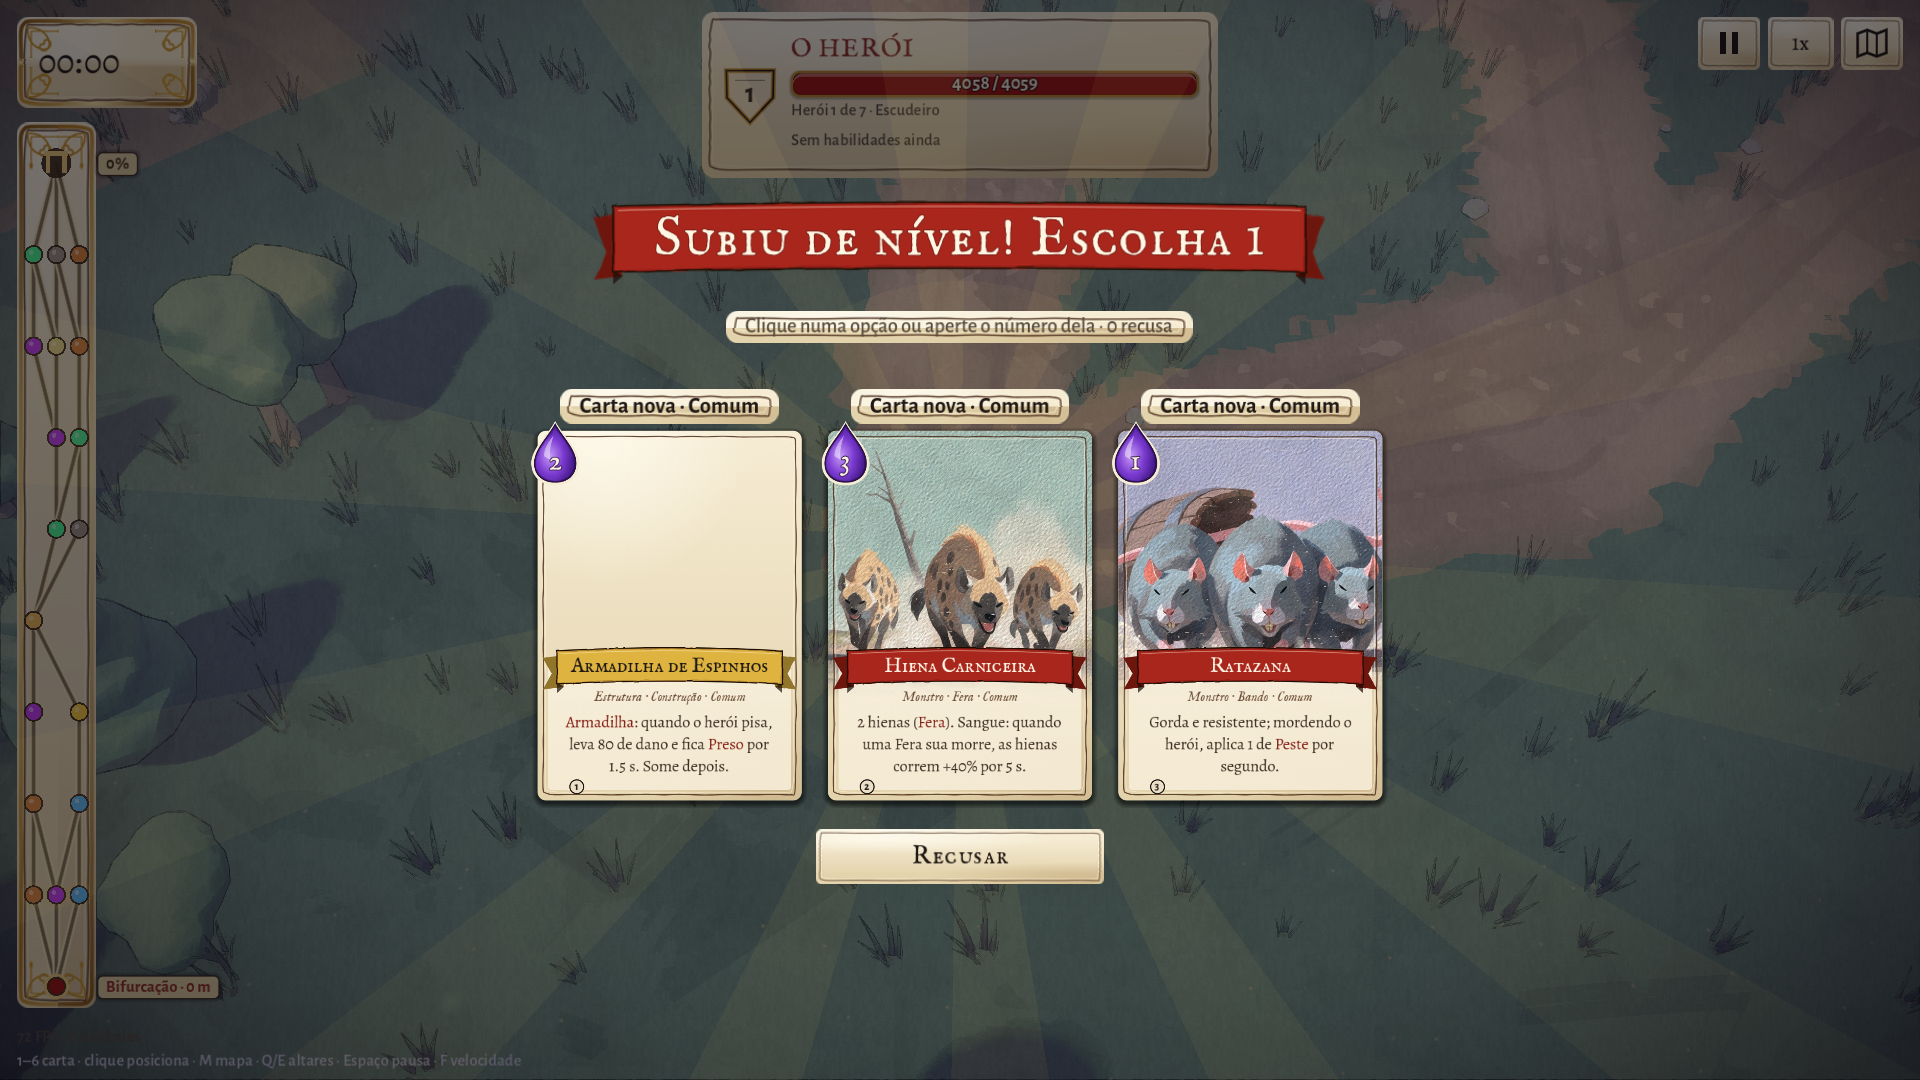 00:00
O HERÓI
1
4058 / 4059
Herói 1 de 7 · Escudeiro
Sem habilidades ainda
1x
0%
SUBIU DE NÍVEL! ESCOLHA 1
Clique numa opção ou aperte o número dela · 0 recusa
Carta nova · Comum
Carta nova · Comum
Carta nova · Comum
2
ARMADILHA DE ESPINHOS
Estrutura · Construção · Comum
Armadilha: quando o herói pisa,
leva 80 de dano e fica Preso por
1.5 s. Some depois.
1
3
HIENA CARNICEIRA
Monstro · Fera · Comum
2 hienas (Fera). Sangue: quando
uma Fera sua morre, as hienas
correm +40% por 5 s.
2
1
RATAZANA
Monstro · Bando · Comum
Gorda e resistente; mordendo o
herói, aplica 1 de Peste por
segundo.
3
RECUSAR
Bifurcação · 0 m
72
1–6 carta · clique posiciona · M mapa · Q/E altares · Espaço pausa · F velocidade